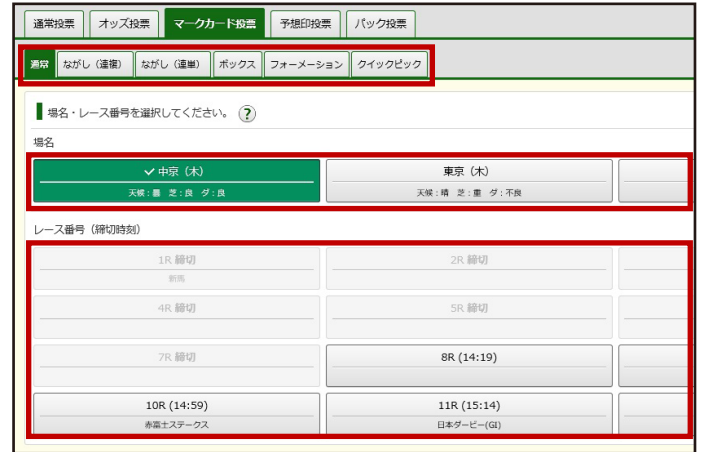 通常投票 オッズ投票 マークカード投票 予想印投票 パック投票
通常 ながし（連複） ながし（連単） ボックス フォーメーション クイックピック
場名・レース番号を選択してください。 ?
場名
中京（木） 東京（木）
天候：曇 芝：良 ダ：良 天候：晴 芝：重 ダ：不良
レース番号（締切時刻）
1R 締切 2R 締切
新馬
4R 締切 5R 締切
7R 締切 8R (14:19)
10R (14:59) 11R (15:14)
赤富士ステークス 日本ダービー(GI)